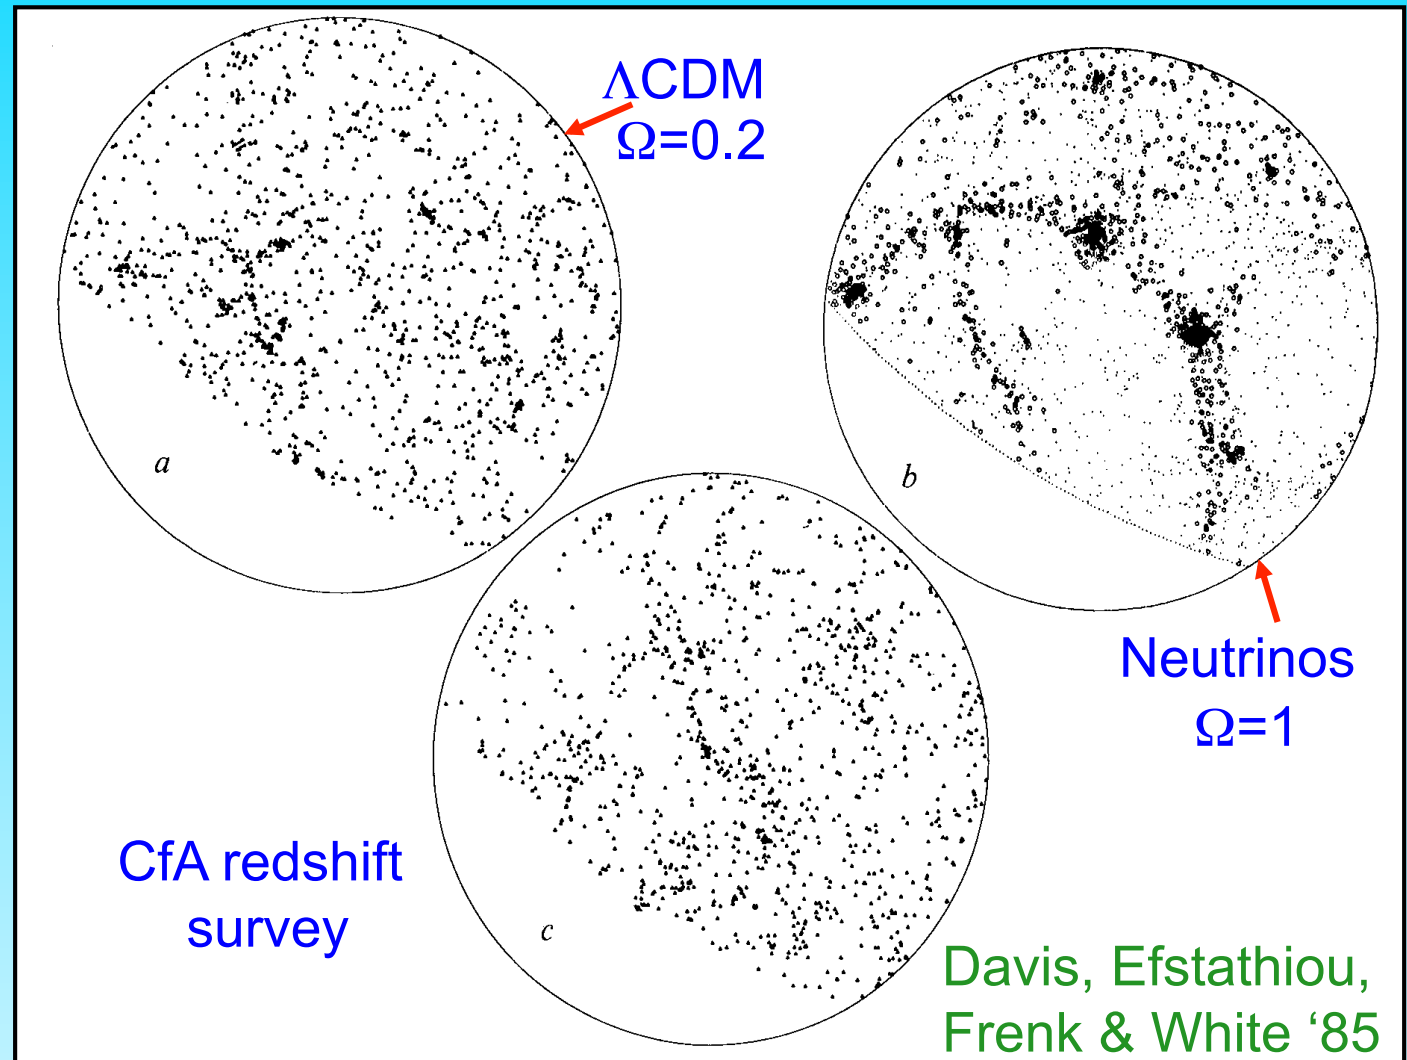 ΛCDM
Ω=0.2
a
b
Neutrinos
Ω=1
CfA redshift
survey
c
Davis, Efstathiou,
Frenk & White ‘85